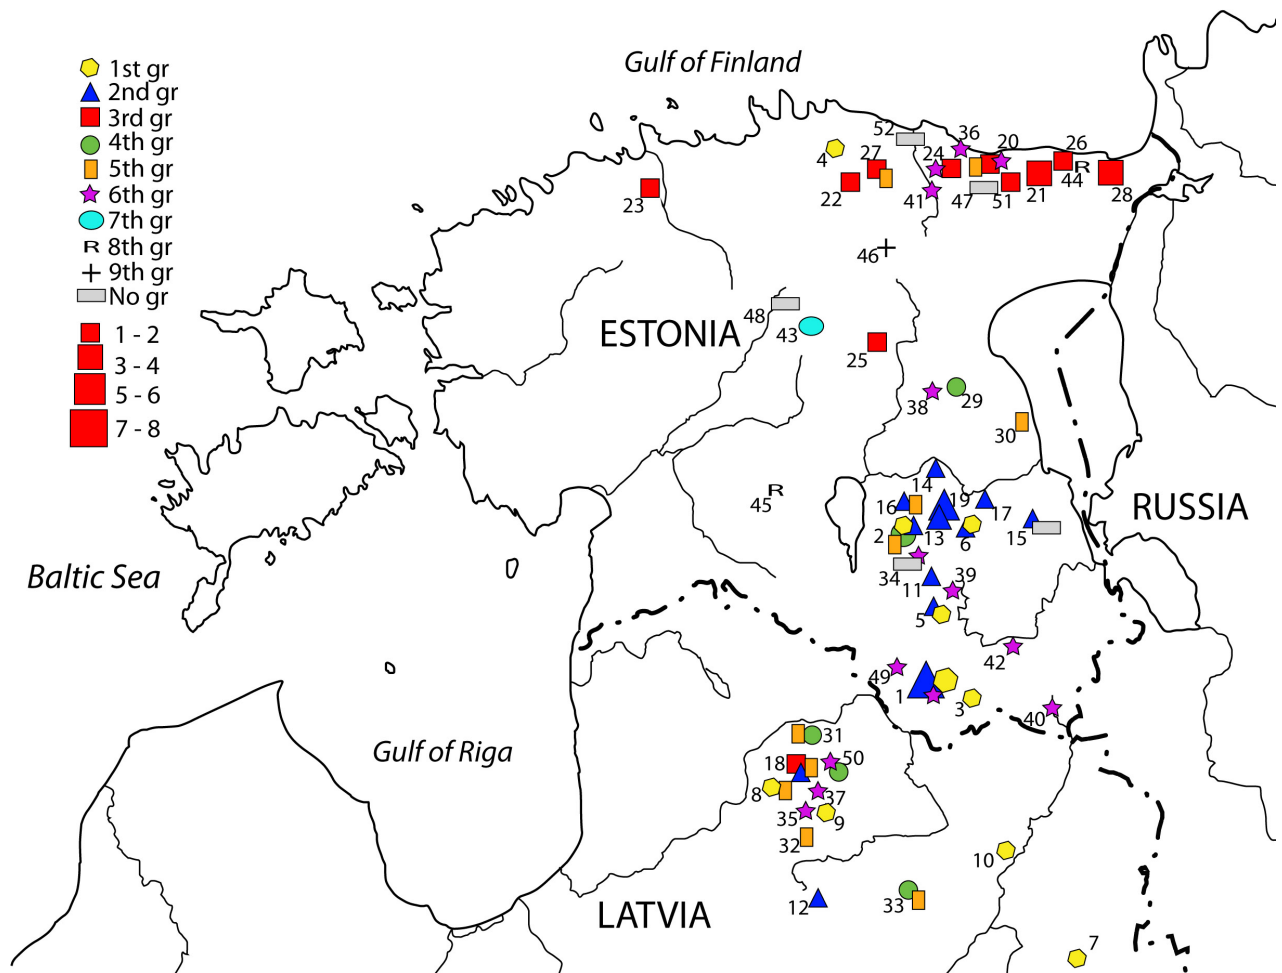 Gulf of Finland
1st gr
2nd gr
3rd gr
4th gr
5th gr
6th gr
7th gr
R 8th gr
9th gr
No gr
1 - 2
3 - 4
5 - 6
7 - 8
52
36
20
26
4
27
24
44 R
22
23
41
47
51
21
28
46
48
43
ESTONIA
25
38
29
30
14
16
19
17
R
45
2
13
6
15
RUSSIA
34
11
39
5
Baltic Sea
42
49
1
3
40
31
Gulf of Riga
18
50
8
37
35
9
32
10
12
33
LATVIA
7